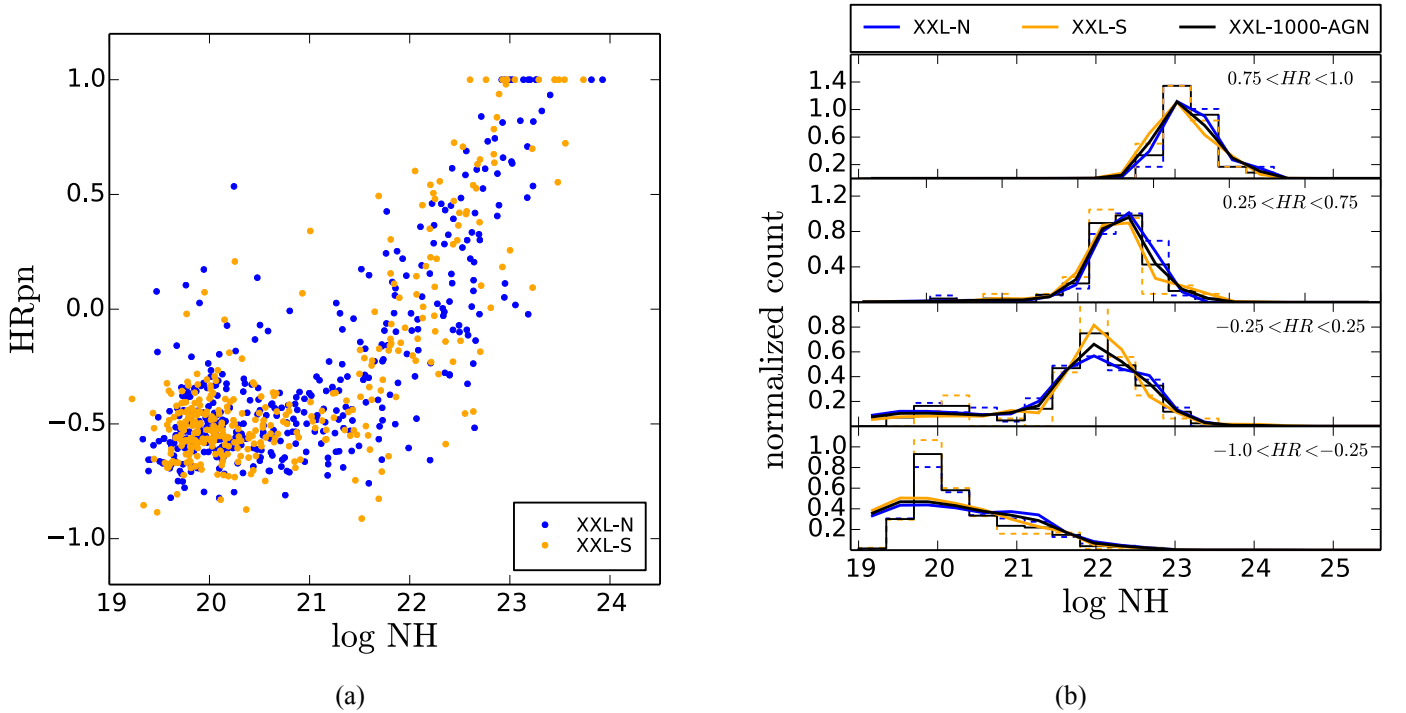 1.0
0.5
0.0
−0.5
−1.0
HRpn
XXL-N
XXL-S
19 20 21 22 23 24
log NH
(a)
XXL-N XXL-S XXL-1000-AGN
normalized count
0.75 < HR < 1.0
1.4
1.0
0.6
0.2
0.25 < HR < 0.75
1.2
0.8
0.4
−0.25 < HR < 0.25
0.8
0.6
0.4
0.2
−1.0 < HR < −0.25
1.0
0.8
0.6
0.4
0.2
19 20 21 22 23 24 25
log NH
(b)